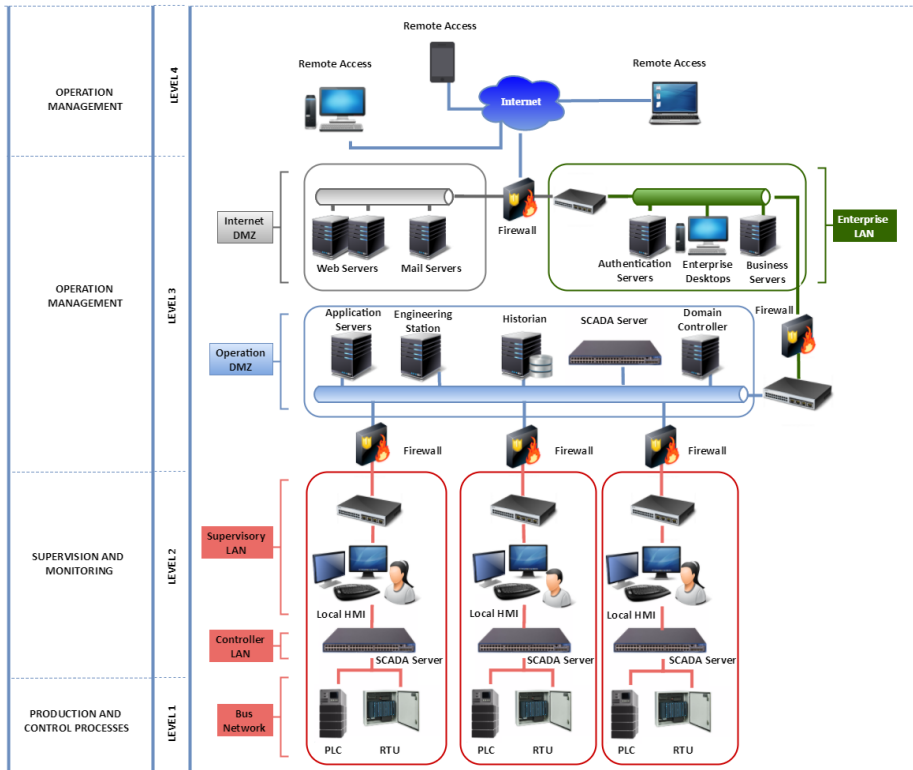 Remote Access
Remote Access
Remote Access
Internet
OPERATION
MANAGEMENT
LEVEL 4
Internet
DMZ
Web Servers
Mail Servers
Firewall
Authentication
Servers
Enterprise
Desktops
Business
Servers
Enterprise
LAN
OPERATION
MANAGEMENT
LEVEL 3
Firewall
Operation
DMZ
Application
Servers
Engineering
Station
Historian
SCADA Server
Domain
Controller
Firewall
Firewall
Firewall
SUPERVISION AND
MONITORING
LEVEL 2
Supervisory
LAN
Local HMI
Local HMI
Local HMI
Controller
LAN
SCADA Server
SCADA Server
SCADA Server
PRODUCTION AND
CONTROL PROCESSES
LEVEL 1
Bus
Network
PLC
RTU
PLC
RTU
PLC
RTU